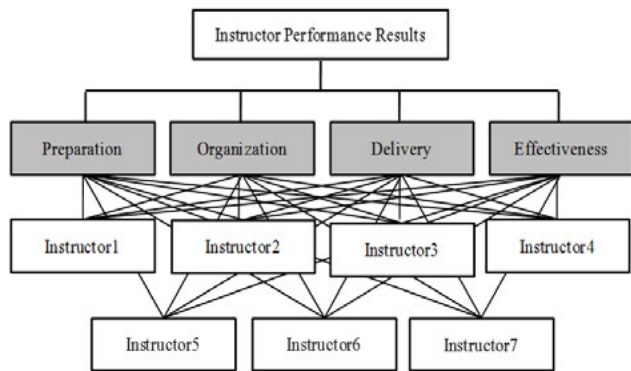 Instructor Performance Results
Preparation
Organization
Delivery
Effectiveness
Instructor1
Instructor2
Instructor3
Instructor4
Instructor5
Instructor6
Instructor7